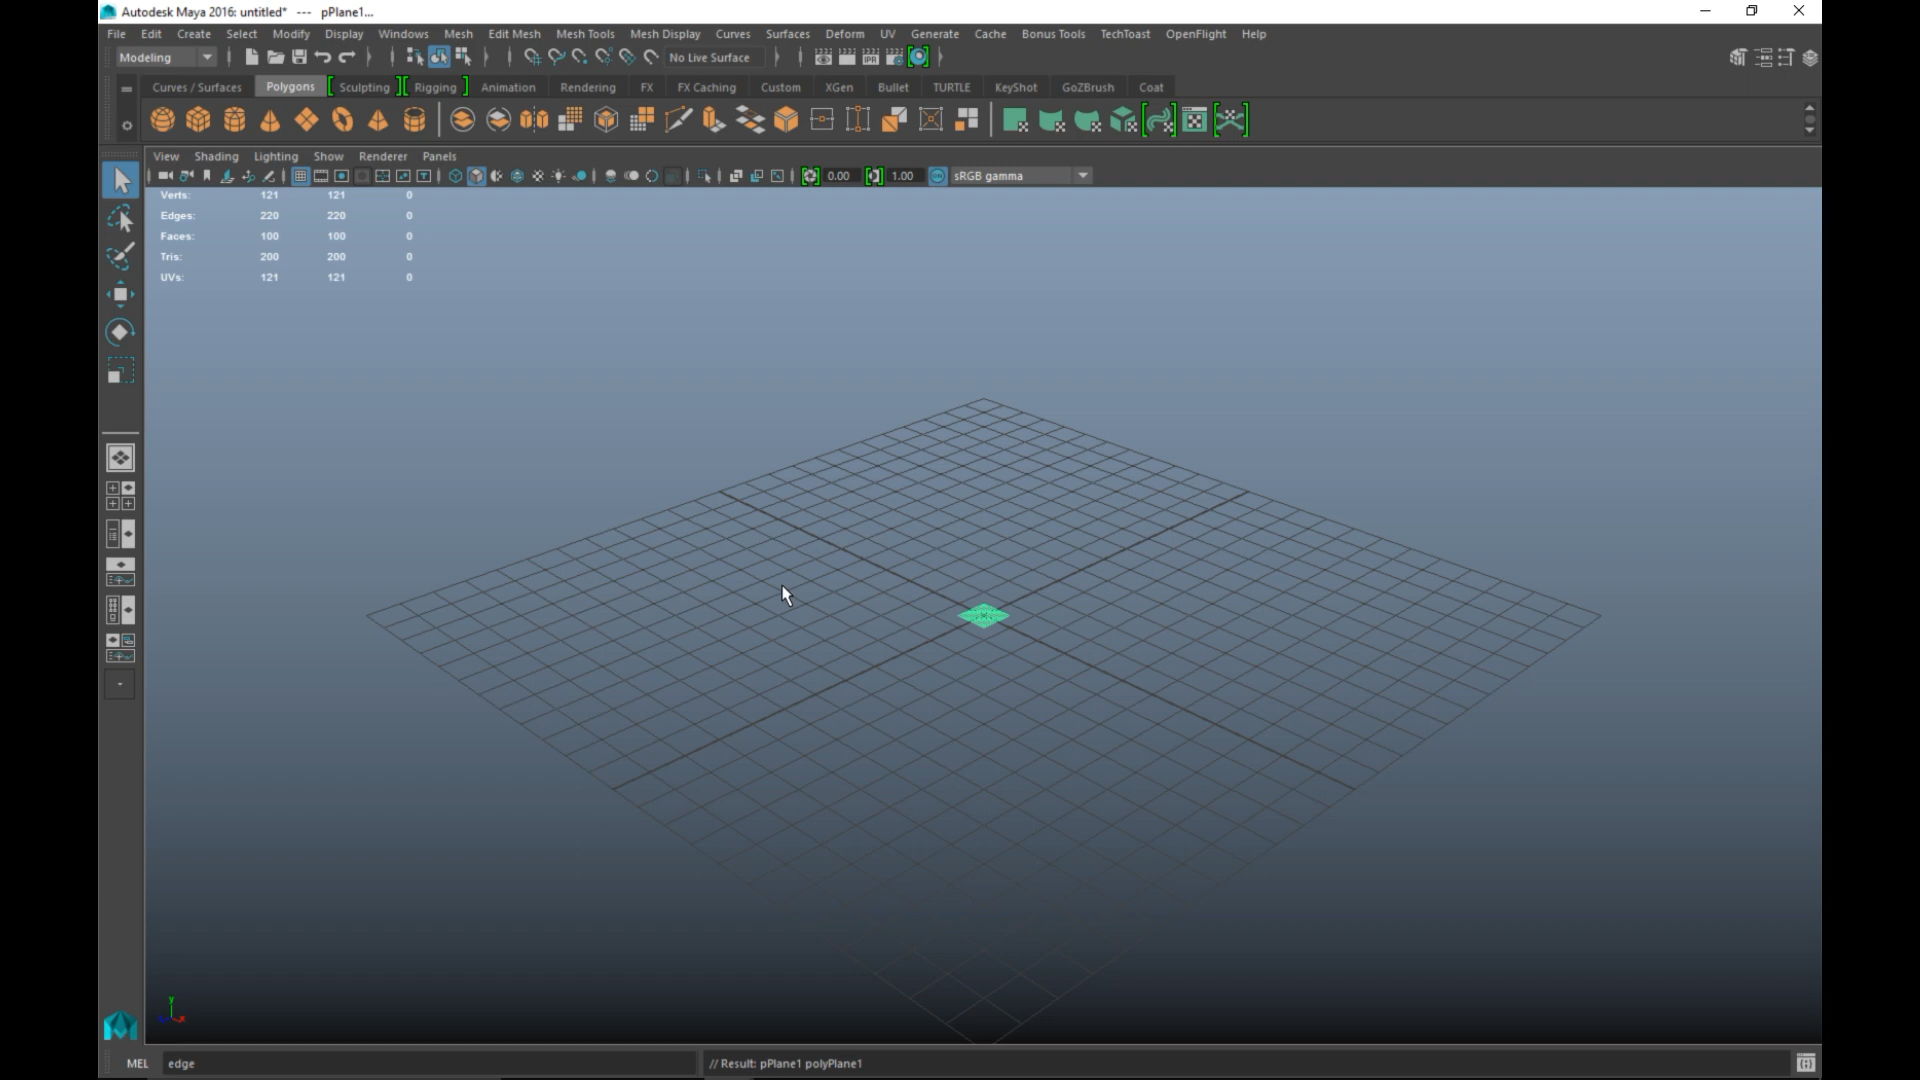 Autodesk Maya 2016: untitled* --- pPlane1...
File Edit Create Select Modify Display Windows Mesh Edit Mesh Mesh Tools Mesh Display Curves Surfaces Deform UV Generate Cache Bonus Tools TechToast OpenFlight Help
Modeling No Live Surface IPR
Curves / Surfaces Polygons Sculpting Rigging Animation Rendering FX FX Caching Custom XGen Bullet TURTLE KeyShot GoZBrush Coat
View Shading Lighting Show Renderer Panels
0.00 1.00 sRGB gamma
Verts: 121 121 0
Edges: 220 220 0
Faces: 100 100 0
Tris: 200 200 0
UVs: 121 121 0
y
MEL edge // Result: pPlane1 polyPlane1